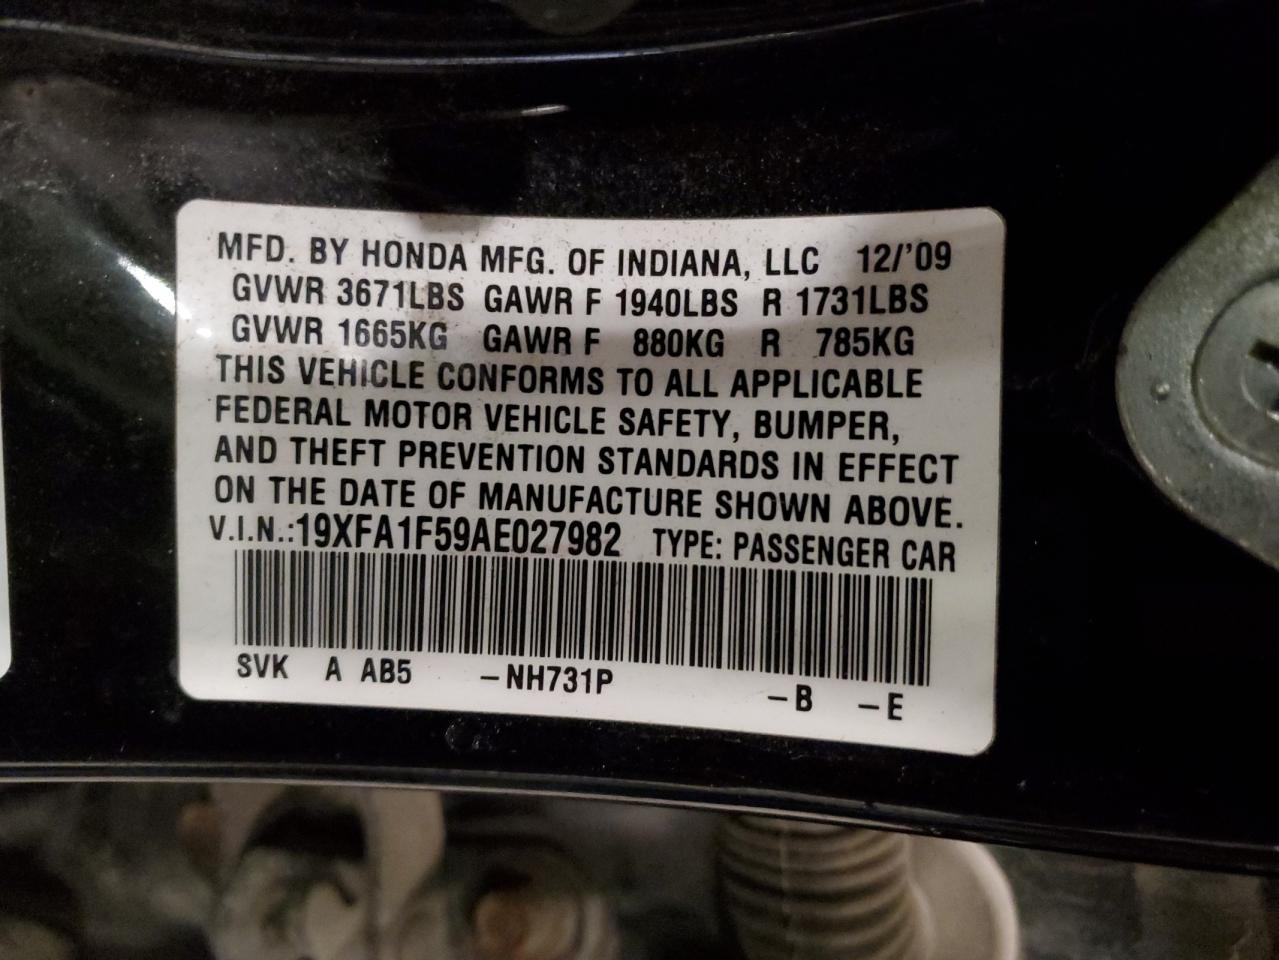 MFD. BY HONDA MFG. OF INDIANA, LLC 12/'09
GVWR 3671LBS GAWR F 1940LBS R 1731LBS
GVWR 1665KG GAWR F 880KG R 785KG
THIS VEHICLE CONFORMS TO ALL APPLICABLE
FEDERAL MOTOR VEHICLE SAFETY, BUMPER,
AND THEFT PREVENTION STANDARDS IN EFFECT
ON THE DATE OF MANUFACTURE SHOWN ABOVE.
V.I.N.:19XFA1F59AE027982 TYPE: PASSENGER CAR
SVK A AB5 -NH731P -B -E